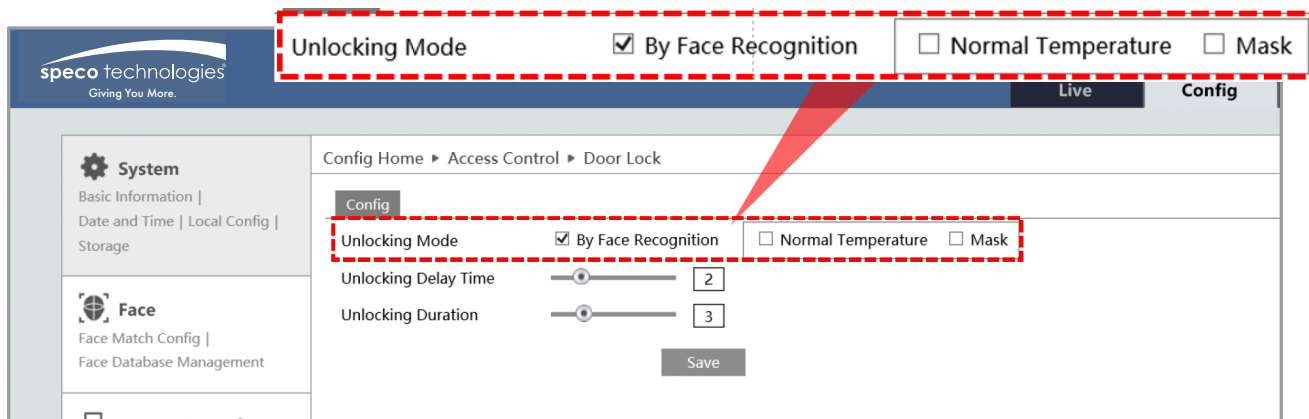 Unlocking Mode ☑ By Face Recognition ☐ Normal Temperature ☐ Mask
speco technologies
Giving You More.
Live Config
System
Basic Information |
Date and Time | Local Config |
Storage
Face
Face Match Config |
Face Database Management
Config Home ▶ Access Control ▶ Door Lock
Config
Unlocking Mode ☑ By Face Recognition ☐ Normal Temperature ☐ Mask
Unlocking Delay Time 2
Unlocking Duration 3
Save